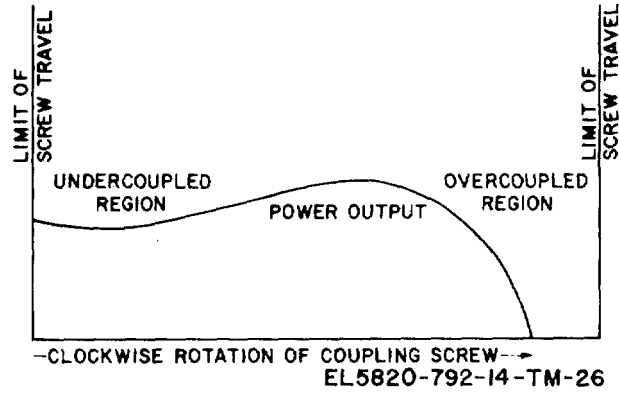 LIMIT OF
SCREW TRAVEL
LIMIT OF
SCREW TRAVEL
UNDERCOUPLED
REGION
POWER OUTPUT
OVERCOUPLED
REGION
CLOCKWISE ROTATION OF COUPLING SCREW
EL5820-792-14-TM-26